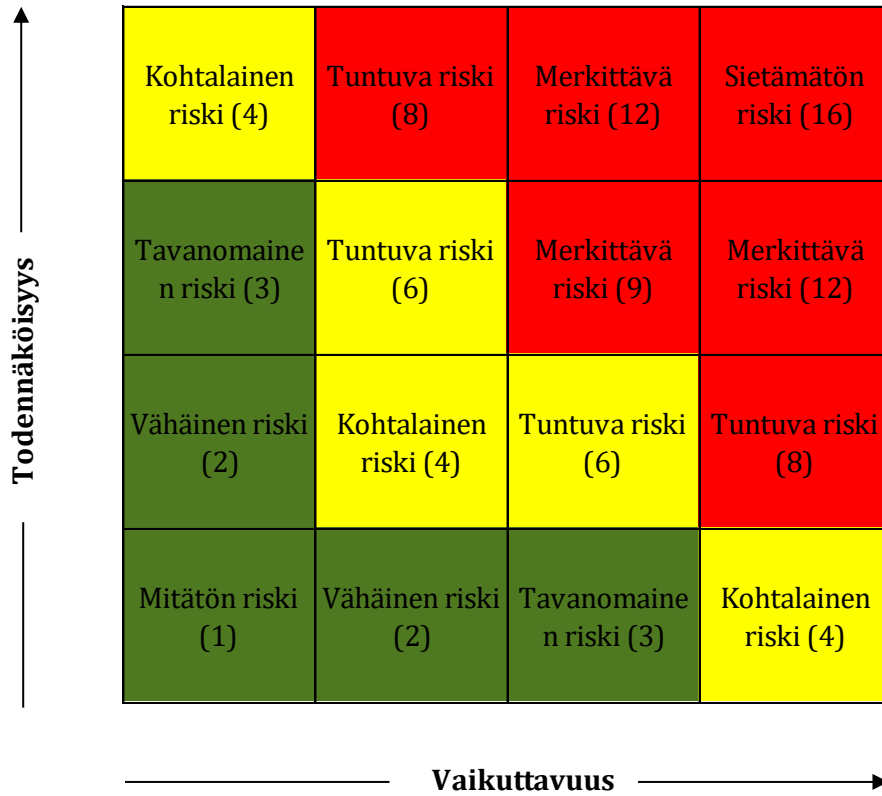 Kohtalainen
riski (4)
Tuntuva riski
(8)
Merkittävä
riski (12)
Sietämätön
riski (16)
Tavanomaine
n riski (3)
Tuntuva riski
(6)
Merkittävä
riski (9)
Merkittävä
riski (12)
Vähäinen riski
(2)
Kohtalainen
riski (4)
Tuntuva riski
(6)
Tuntuva riski
(8)
Mitätön riski
(1)
Vähäinen riski
(2)
Tavanomaine
n riski (3)
Kohtalainen
riski (4)
Todennäköisyys
Vaikuttavuus